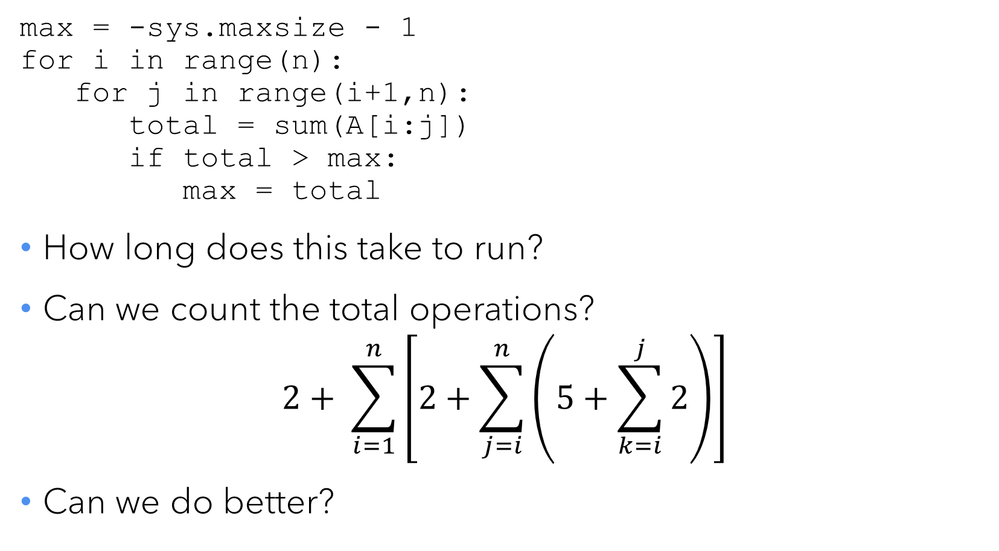 max = -sys.maxsize - 1
for i in range(n):
   for j in range(i+1,n):
      total = sum(A[i:j])
      if total > max:
         max = total
• How long does this take to run?
• Can we count the total operations?
2 + \sum_{i=1}^{n} \left[ 2 + \sum_{j=i}^{n} \left( 5 + \sum_{k=i}^{j} 2 \right) \right]
• Can we do better?